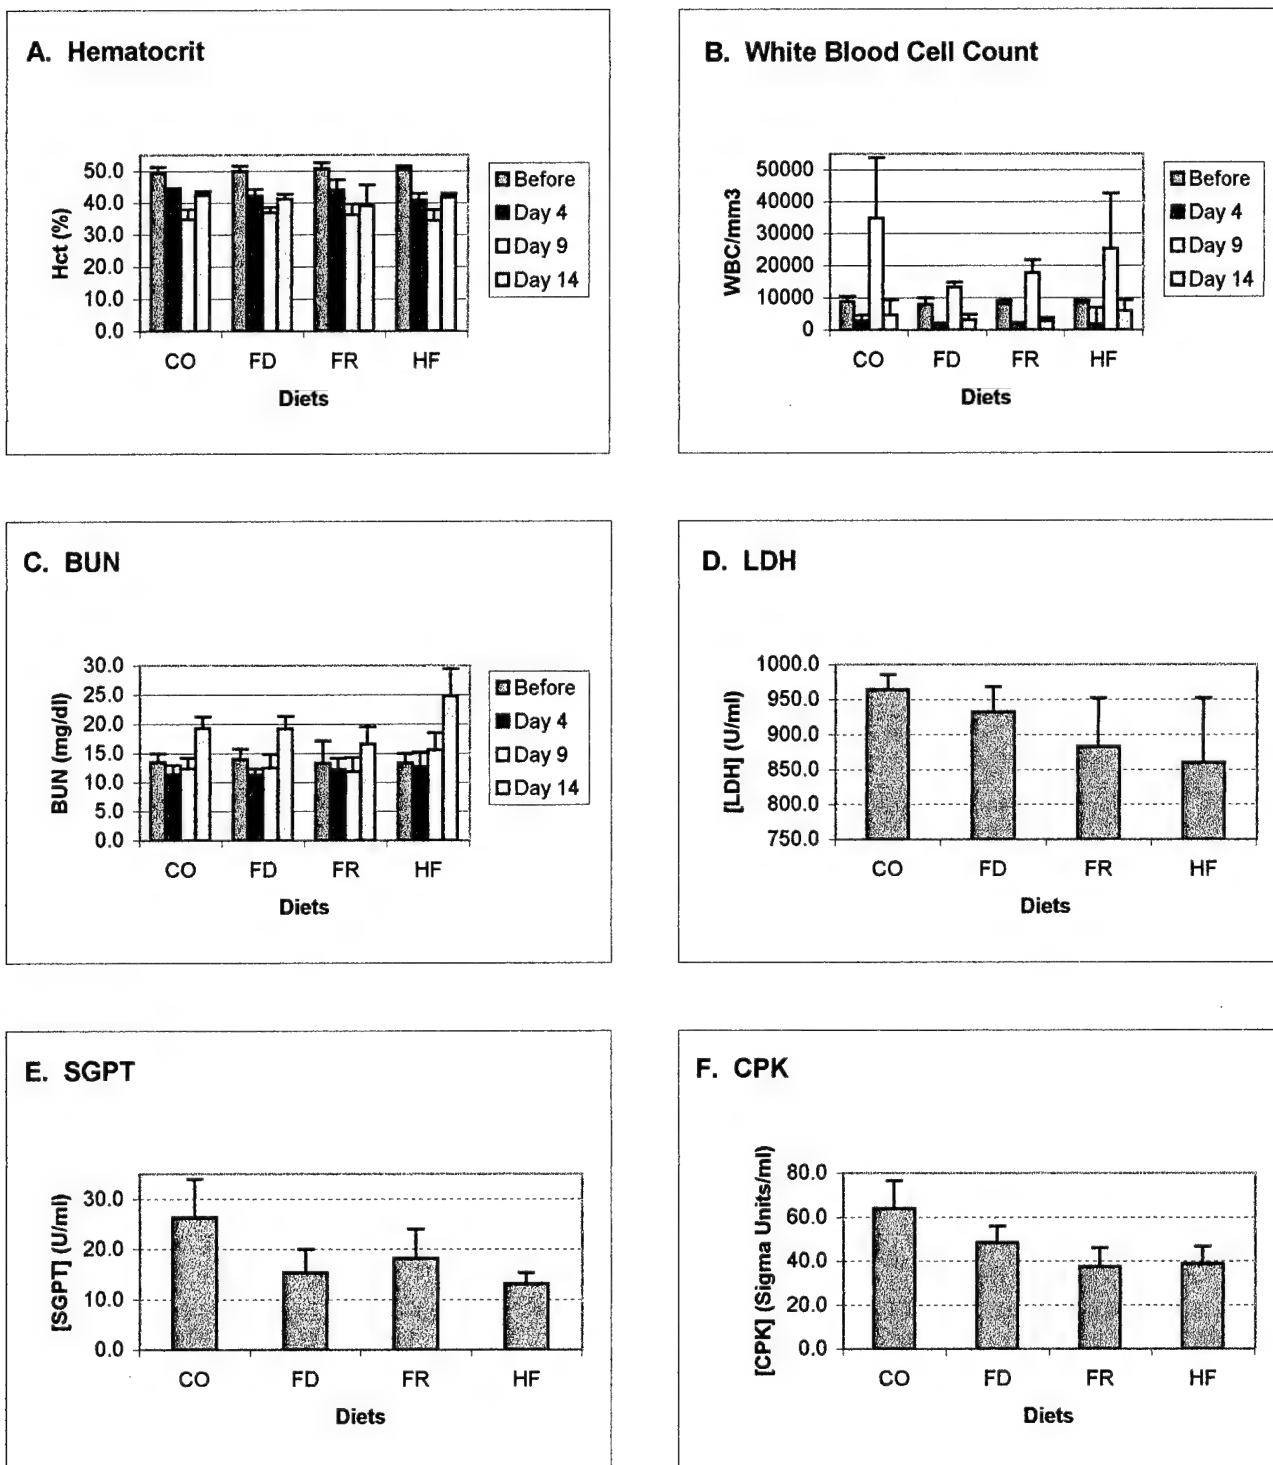 A. Hematocrit
Hct (%)
50.0
40.0
30.0
20.0
10.0
0.0
CO FD FR HF
Diets
Before
Day 4
Day 9
Day 14
B. White Blood Cell Count
WBC/mm3
50000
40000
30000
20000
10000
0
CO FD FR HF
Diets
Before
Day 4
Day 9
Day 14
C. BUN
BUN (mg/dl)
30.0
25.0
20.0
15.0
10.0
5.0
0.0
CO FD FR HF
Diets
Before
Day 4
Day 9
Day 14
D. LDH
[LDH] (U/ml)
1000.0
950.0
900.0
850.0
800.0
750.0
CO FD FR HF
Diets
E. SGPT
[SGPT] (U/ml)
30.0
20.0
10.0
0.0
CO FD FR HF
Diets
F. CPK
[CPK] (Sigma Units/ml)
80.0
60.0
40.0
20.0
0.0
CO FD FR HF
Diets